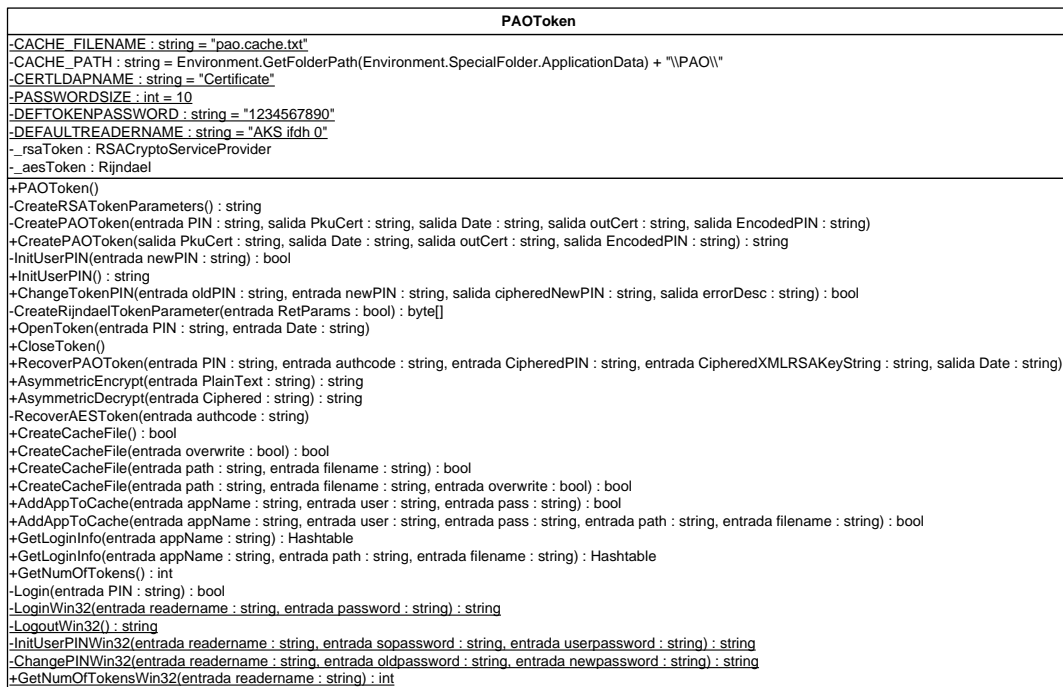 PAOToken
-CACHE_FILENAME : string = "pao.cache.txt"
-CACHE_PATH : string = Environment.GetFolderPath(Environment.SpecialFolder.ApplicationData) + "\\PAO\\"
-CERTLDAPNAME : string = "Certificate"
-PASSWORDSIZE : int = 10
-DEFTOKENPASSWORD : string = "1234567890"
-DEFAULTREADERNAME : string = "AKS ifdh 0"
-_rsaToken : RSACryptoServiceProvider
-_aesToken : Rijndael
+PAOToken()
-CreateRSATokenParameters() : string
-CreatePAOToken(entrada PIN : string, salida PkuCert : string, salida Date : string, salida outCert : string, salida EncodedPIN : string)
+CreatePAOToken(salida PkuCert : string, salida Date : string, salida outCert : string, salida EncodedPIN : string) : string
-InitUserPIN(entrada newPIN : string) : bool
+InitUserPIN() : string
+ChangeTokenPIN(entrada oldPIN : string, entrada newPIN : string, salida cipheredNewPIN : string, salida errorDesc : string) : bool
-CreateRijndaelTokenParameter(entrada RetParams : bool) : byte[]
+OpenToken(entrada PIN : string, entrada Date : string)
+CloseToken()
+RecoverPAOToken(entrada PIN : string, entrada authcode : string, entrada CipheredPIN : string, entrada CipheredXMLRSAKeyString : string, salida Date : string)
+AsymmetricEncrypt(entrada PlainText : string) : string
+AsymmetricDecrypt(entrada Ciphered : string) : string
-RecoverAESToken(entrada authcode : string)
+CreateCacheFile() : bool
+CreateCacheFile(entrada overwrite : bool) : bool
+CreateCacheFile(entrada path : string, entrada filename : string) : bool
+CreateCacheFile(entrada path : string, entrada filename : string, entrada overwrite : bool) : bool
+AddAppToCache(entrada appName : string, entrada user : string, entrada pass : string) : bool
+AddAppToCache(entrada appName : string, entrada user : string, entrada pass : string, entrada path : string, entrada filename : string) : bool
+GetLoginInfo(entrada appName : string) : Hashtable
+GetLoginInfo(entrada appName : string, entrada path : string, entrada filename : string) : Hashtable
+GetNumOfTokens() : int
-Login(entrada PIN : string) : bool
-LoginWin32(entrada readername : string, entrada password : string) : string
-LogoutWin32() : string
-InitUserPINWin32(entrada readername : string, entrada sopassword : string, entrada userpassword : string) : string
-ChangePINWin32(entrada readername : string, entrada oldpassword : string, entrada newpassword : string) : string
+GetNumOfTokensWin32(entrada readername : string) : int